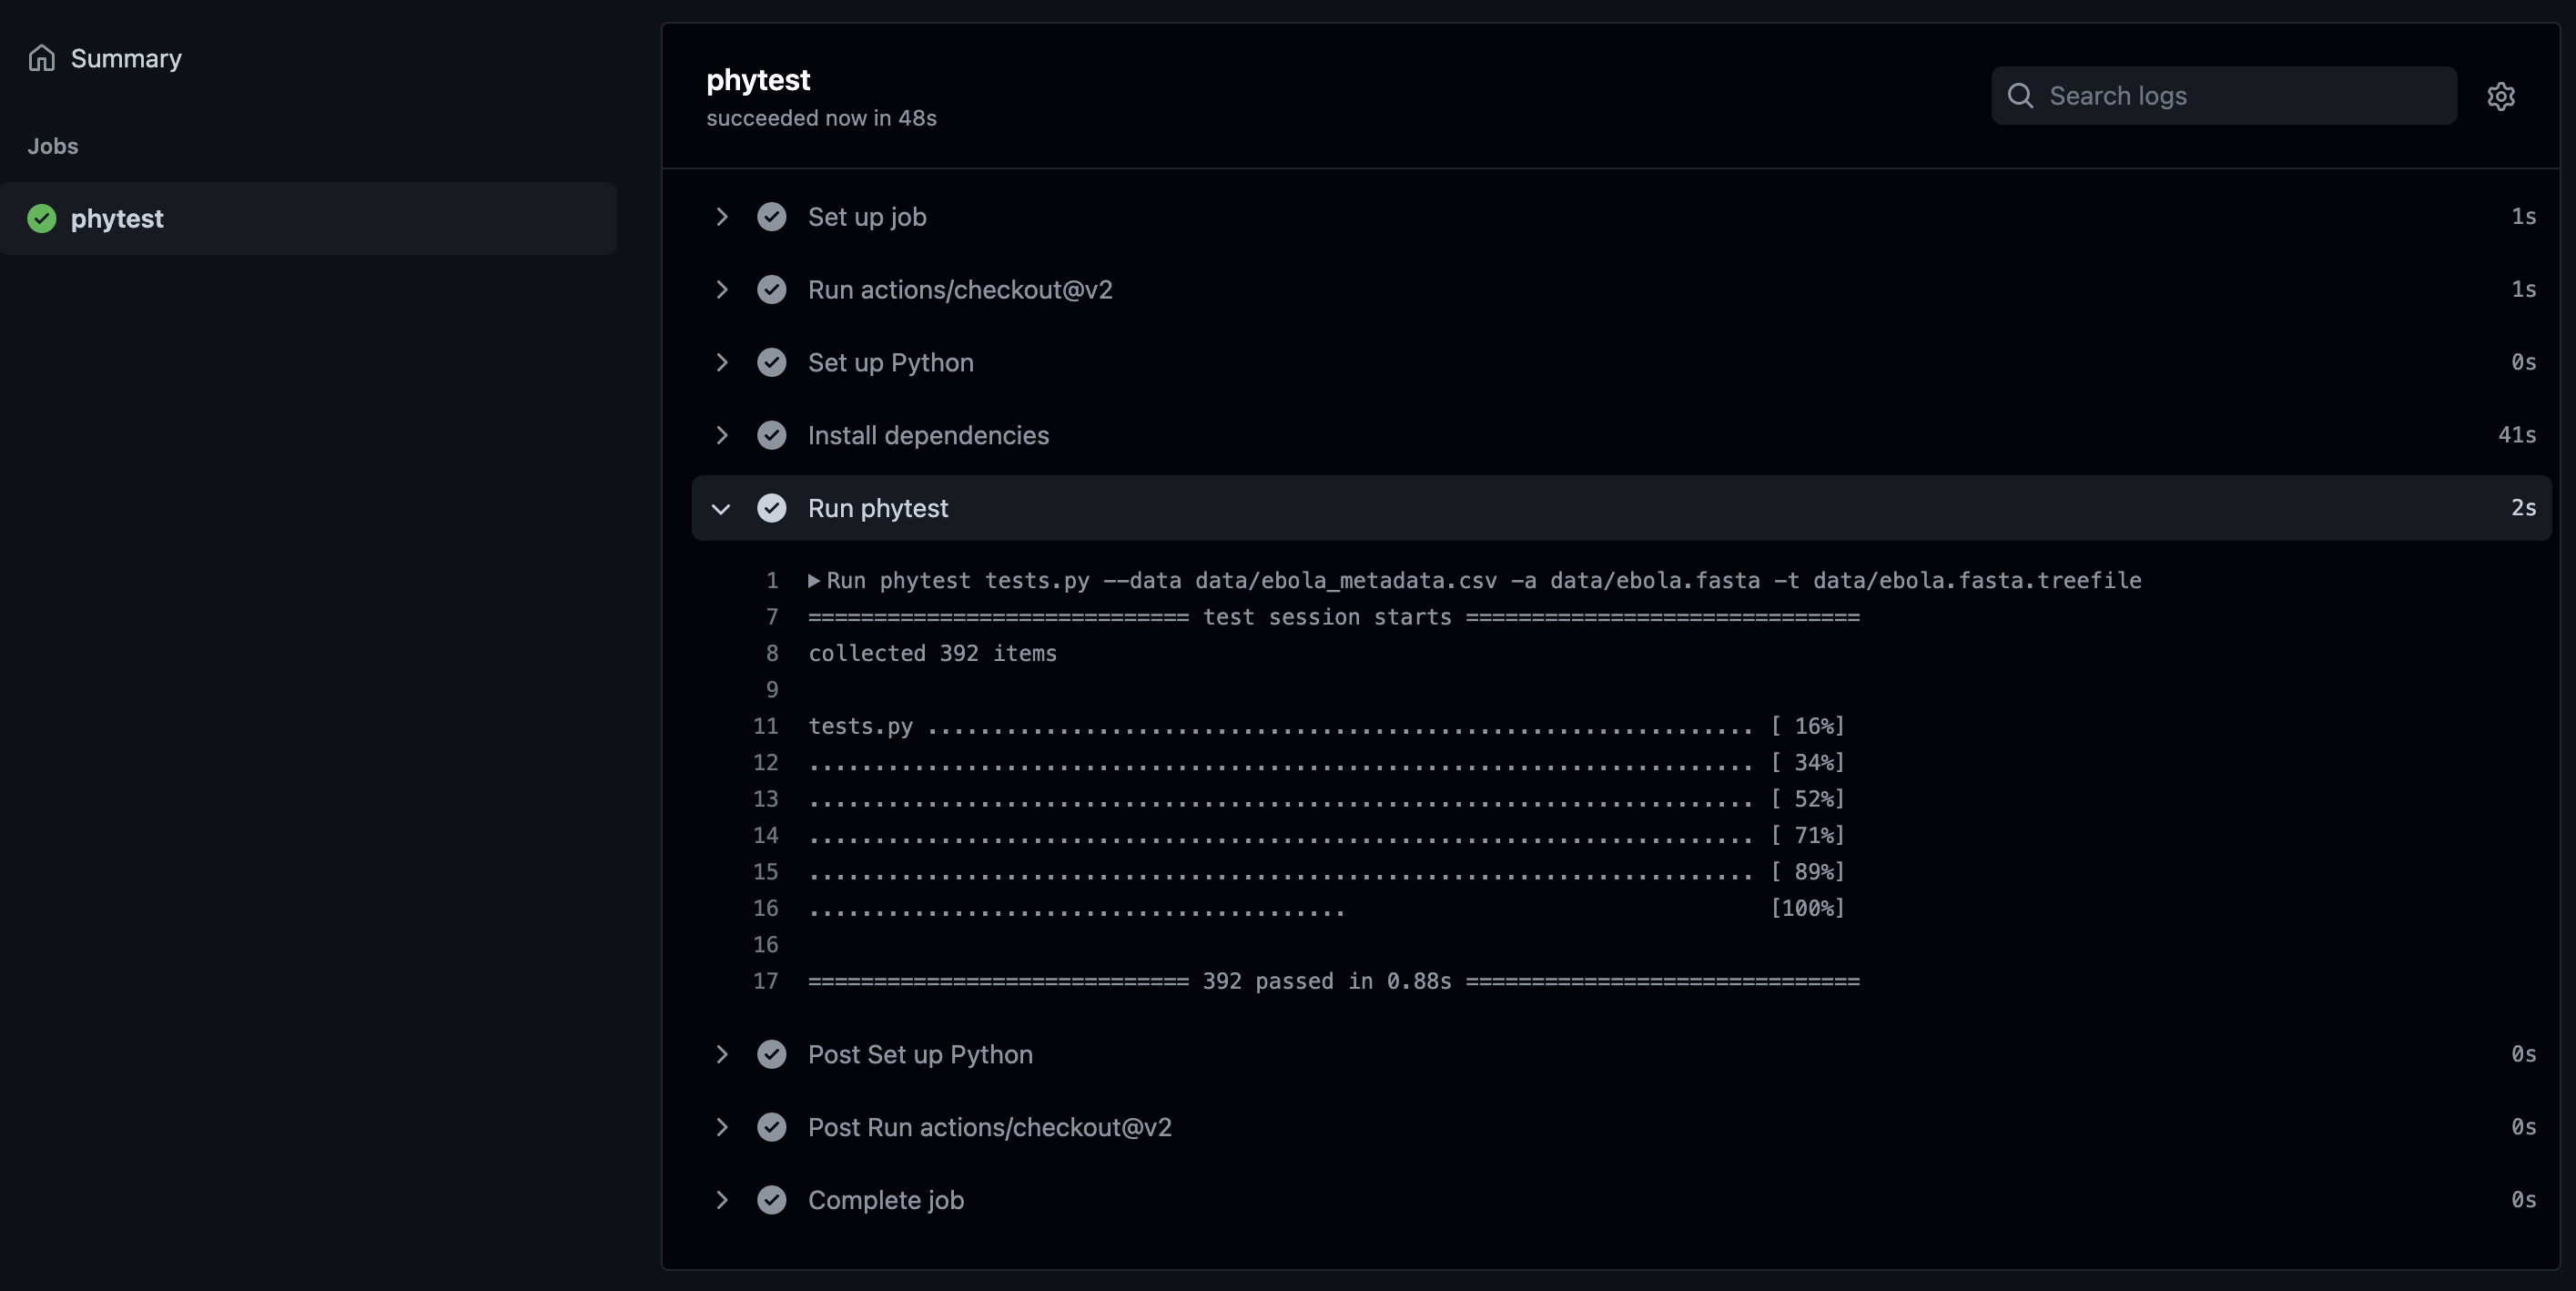 Summary
Jobs
phytest
phytest
succeeded now in 48s
Search logs
Set up job 1s
Run actions/checkout@v2 1s
Set up Python 0s
Install dependencies 41s
Run phytest 2s
1 Run phytest tests.py --data data/ebola_metadata.csv -a data/ebola.fasta -t data/ebola.fasta.treefile
7 ============================= test session starts ==============================
8 collected 392 items
9
11 tests.py ............................................................... [ 16%]
12 ........................................................................ [ 34%]
13 ........................................................................ [ 52%]
14 ........................................................................ [ 71%]
15 ........................................................................ [ 89%]
16 ......................................... [100%]
16
17 ============================= 392 passed in 0.88s ==============================
Post Set up Python 0s
Post Run actions/checkout@v2 0s
Complete job 0s